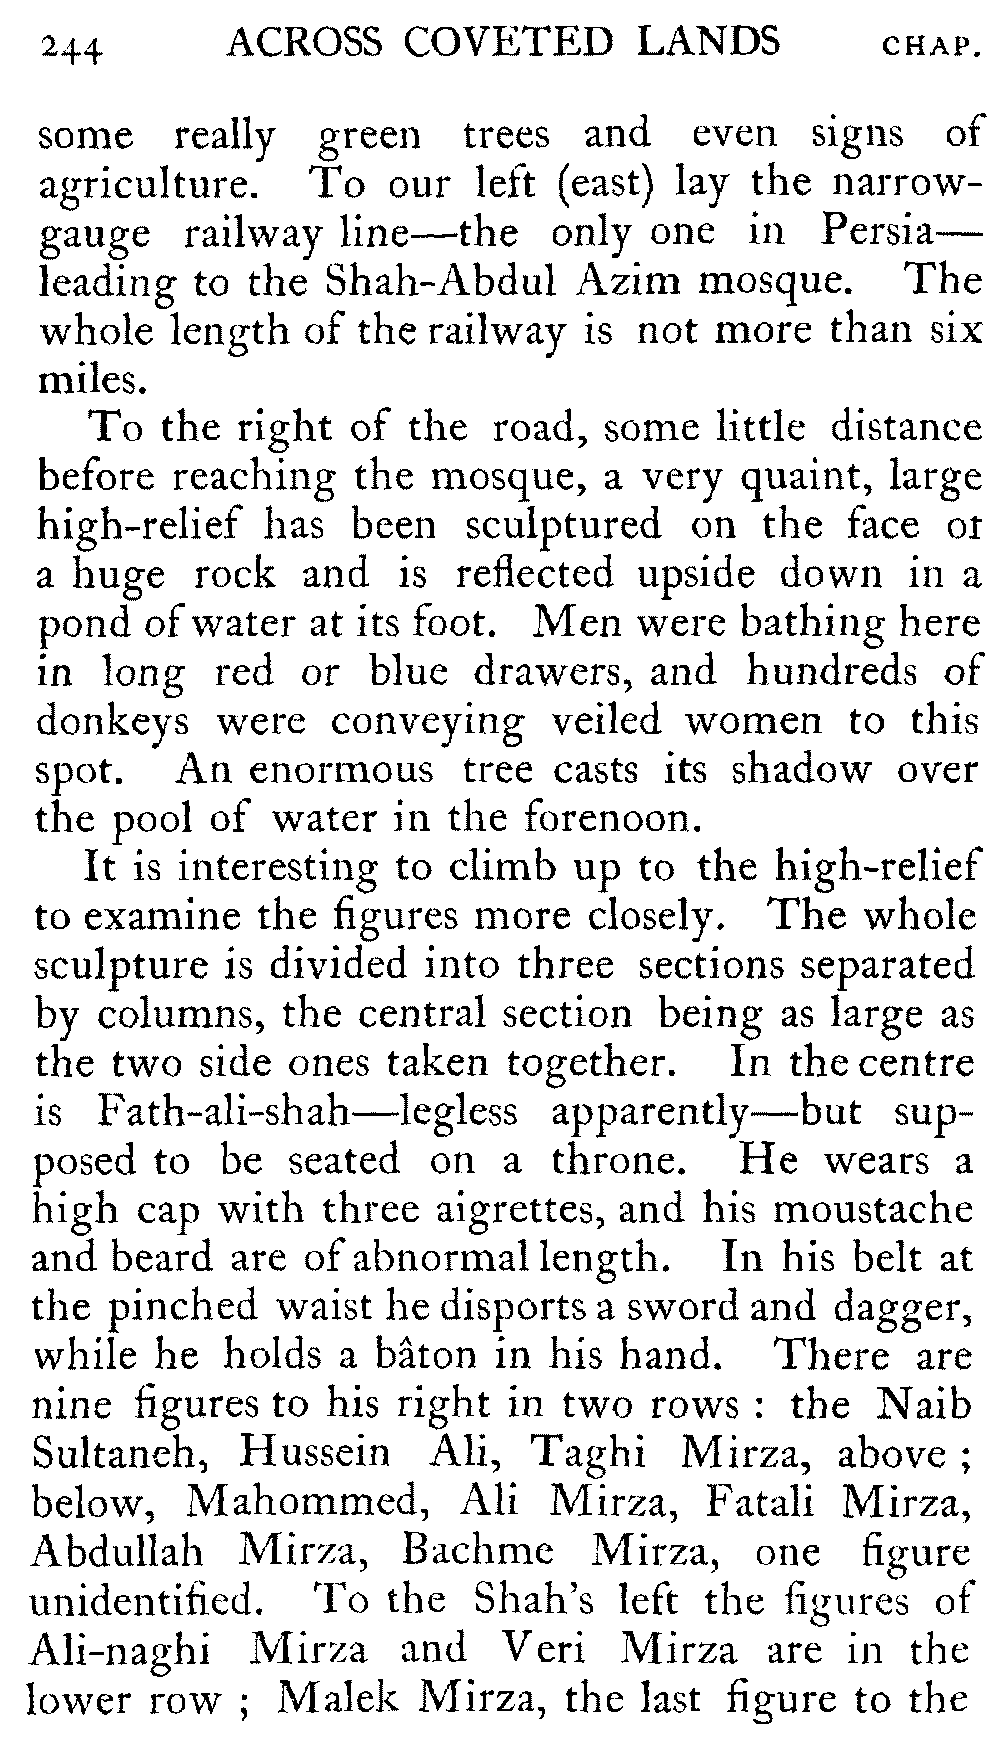 244 ACROSS COVETED LANDS CHAP.
some really green trees and even signs of
agriculture. To our left (east) lay the narrow-
gauge railway line—the only one in Persia—
leading to the Shah-Abdul Azim mosque. The
whole length of the railway is not more than six
miles.
To the right of the road, some little distance
before reaching the mosque, a very quaint, large
high-relief has been sculptured on the face or
a huge rock and is reflected upside down in a
pond of water at its foot. Men were bathing here
in long red or blue drawers, and hundreds of
donkeys were conveying veiled women to this
spot. An enormous tree casts its shadow over
the pool of water in the forenoon.
It is interesting to climb up to the high-relief
to examine the figures more closely. The whole
sculpture is divided into three sections separated
by columns, the central section being as large as
the two side ones taken together. In the centre
is Fath-ali-shah—legless apparently—but sup-
posed to be seated on a throne. He wears a
high cap with three aigrettes, and his moustache
and beard are of abnormal length. In his belt at
the pinched waist he disports a sword and dagger,
while he holds a bâton in his hand. There are
nine figures to his right in two rows : the Naib
Sultaneh, Hussein Ali, Taghi Mirza, above ;
below, Mahommed, Ali Mirza, Fatali Mirza,
Abdullah Mirza, Bachme Mirza, one figure
unidentified. To the Shah's left the figures of
Ali-naghi Mirza and Veri Mirza are in the
lower row ; Malek Mirza, the last figure to the